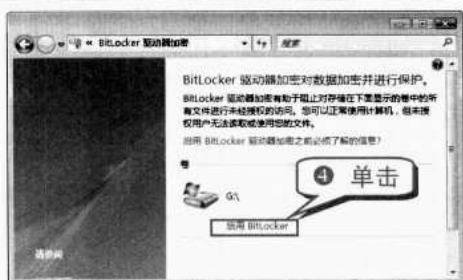 « BitLocker 驱动器加密
搜索
BitLocker 驱动器加密对数据加密并进行保护。
BitLocker 驱动器加密有助于阻止对存储在下面显示的卷中的所
有文件进行未经授权的访问。您可以正常使用计算机，但未授
权用户无法读取或使用您的文件。
启用 BitLocker 驱动器加密之前必须了解的信息?
卷
G:\
❹ 单击
启用 BitLocker
请参阅